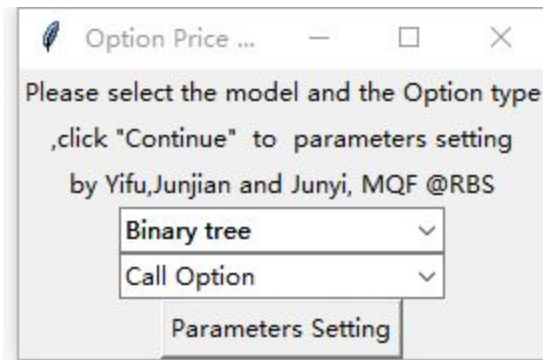 Option Price ...
Please select the model and the Option type
,click "Continue"  to  parameters setting
by Yifu,Junjian and Junyi, MQF @RBS
Binary tree
Call Option
Parameters Setting